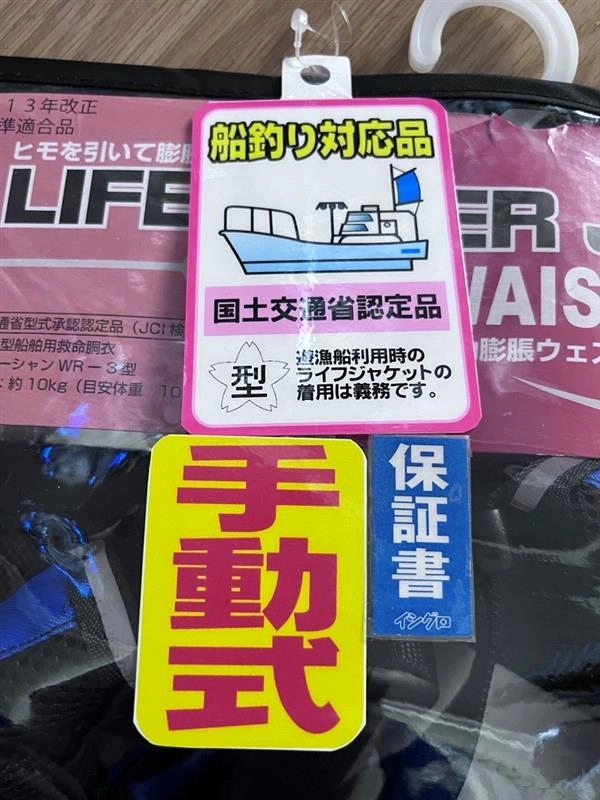 13年改正
準適合品
ヒモを引いて膨
LIFE
ER J
WAIS
膨脹ウェス
船釣り対応品
国土交通省認定品
型
遊漁船利用時の
ライフジャケットの
着用は義務です。
通省型式承認認定品(JCI検
型船舶用救命胴衣
ーシャンWR-3型
:約10kg(目安体重 10
手動式
保証書
イシグロ